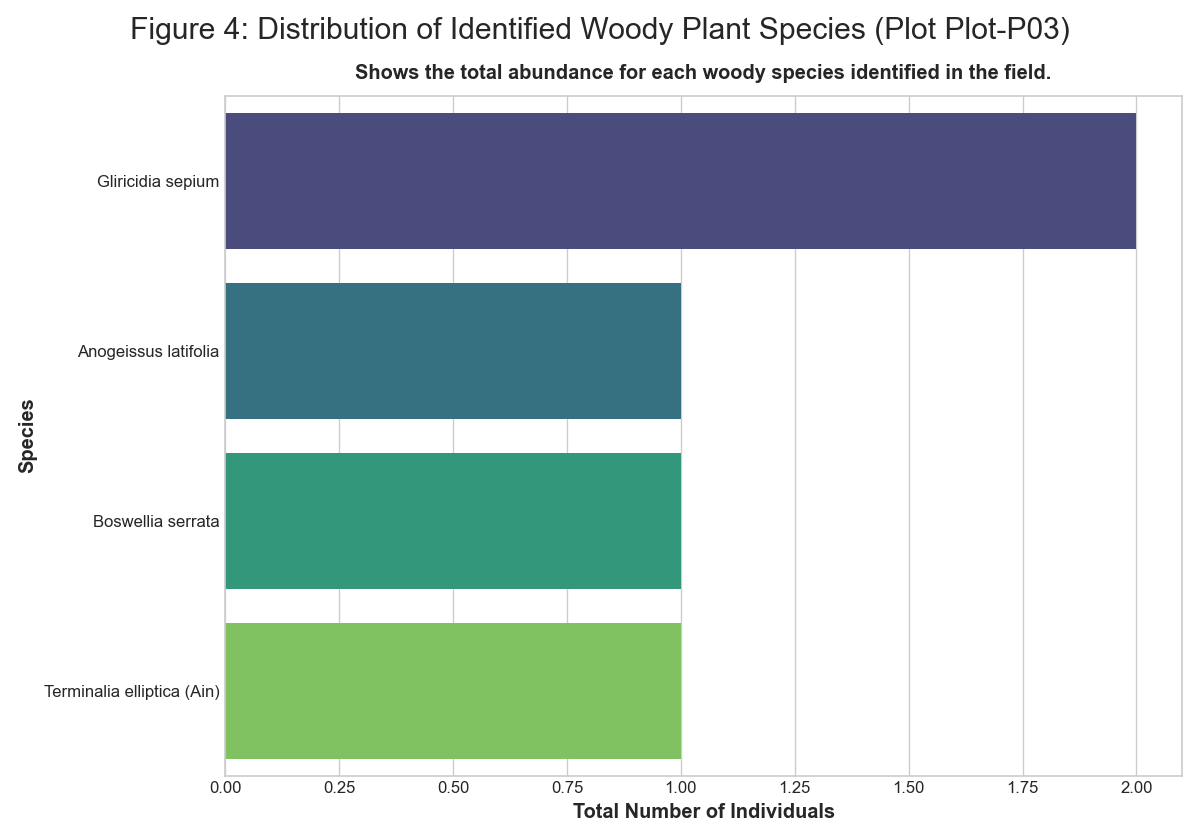 Figure 4: Distribution of Identified Woody Plant Species (Plot Plot-P03)
Shows the total abundance for each woody species identified in the field.
Species
Gliricidia sepium
Anogeissus latifolia
Boswellia serrata
Terminalia elliptica (Ain)
0.00 0.25 0.50 0.75 1.00 1.25 1.50 1.75 2.00
Total Number of Individuals